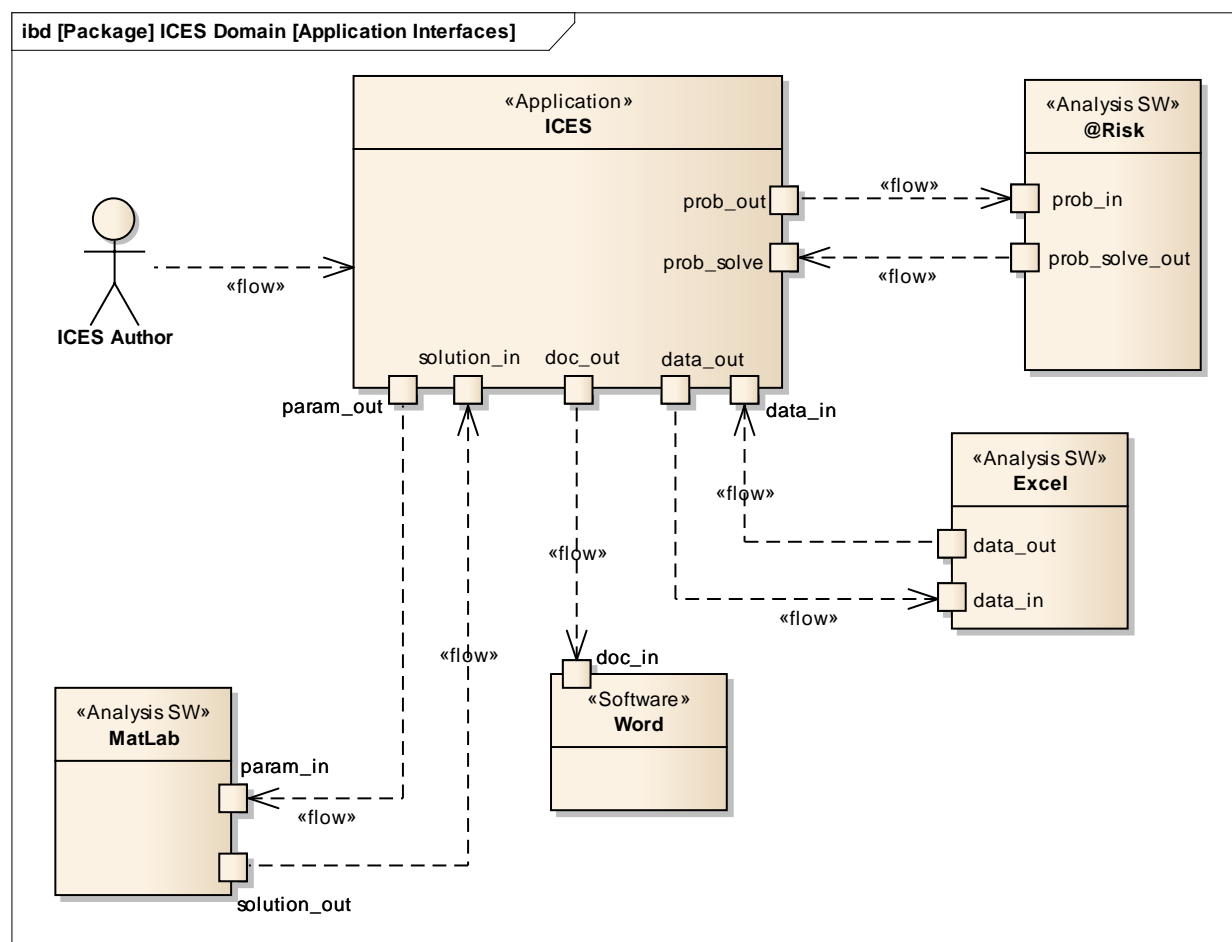 ibd [Package] ICES Domain [Application Interfaces]
«Application»
ICES
«Analysis SW»
@Risk
prob_out
«flow»
prob_in
prob_solve
«flow»
prob_solve_out
«flow»
ICES Author
solution_in
doc_out
data_out
param_out
data_in
«Analysis SW»
Excel
«flow»
data_out
«flow»
data_in
«flow»
«flow»
doc_in
«Software»
Word
«Analysis SW»
MatLab
param_in
«flow»
solution_out